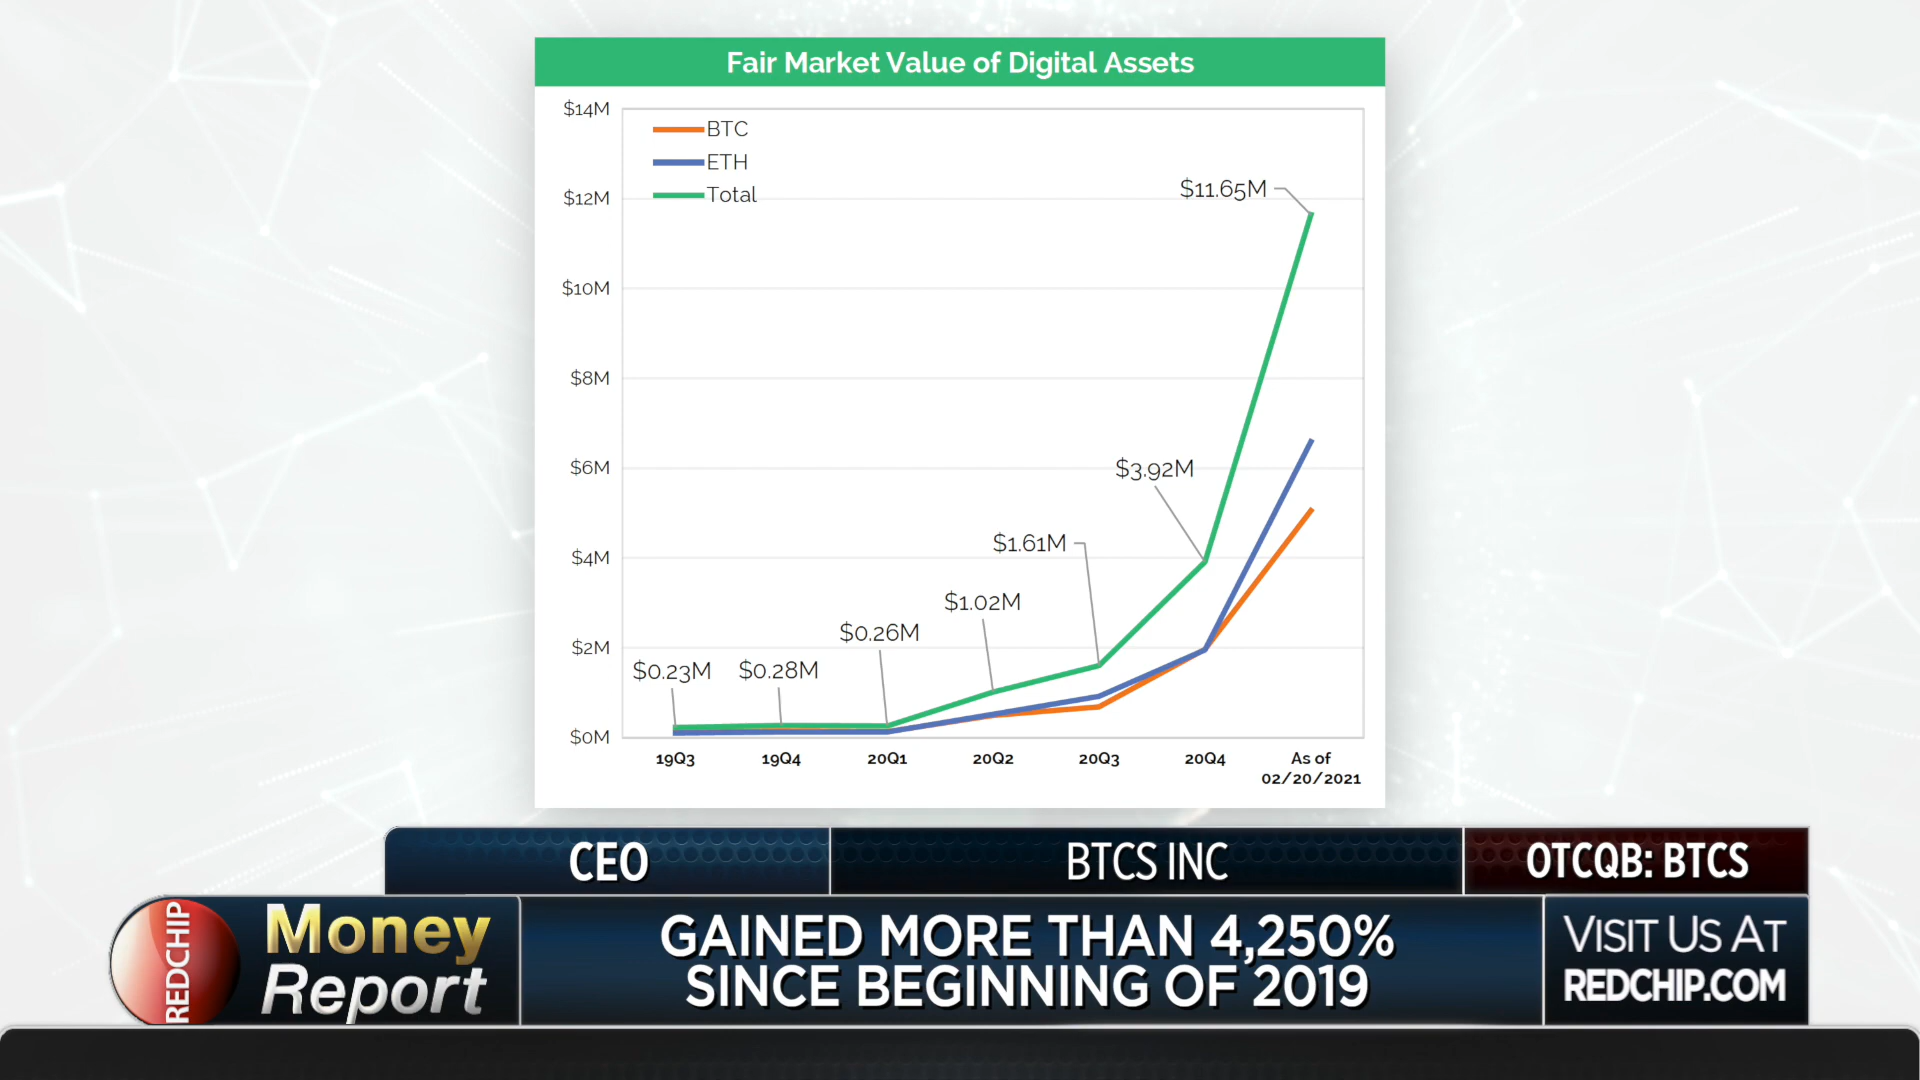 Fair Market Value of Digital Assets
$14M
BTC
ETH
Total
$12M
$11.65M
$10M
$8M
$6M
$3.92M
$4M
$1.61M
$1.02M
$0.26M
$2M
$0.23M
$0.28M
$0M
19Q3
19Q4
20Q1
20Q2
20Q3
20Q4
As of
02/20/2021
CEO
BTCS INC
OTCQB: BTCS
REDCHIP
Money
Report
GAINED MORE THAN 4,250%
SINCE BEGINNING OF 2019
VISIT US AT
REDCHIP.COM